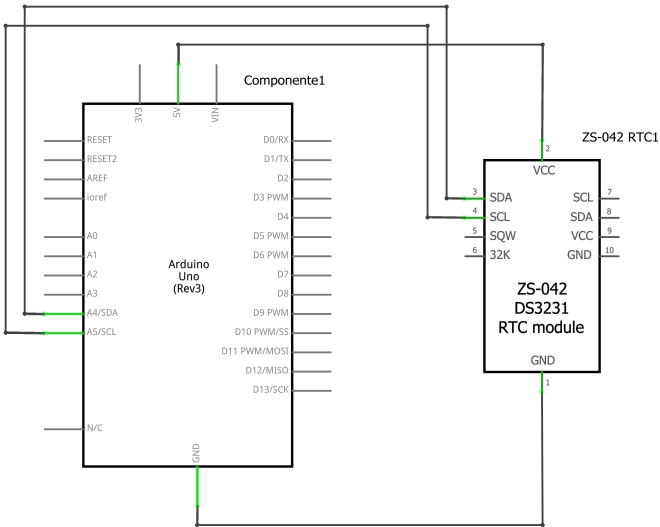 Componente1
3V3
5V
VIN
RESET
RESET2
AREF
ioref
A0
A1
A2
A3
A4/SDA
A5/SCL
N/C
D0/RX
D1/TX
D2
D3 PWM
D4
D5 PWM
D6 PWM
D7
D8
D9 PWM
D10 PWM/SS
D11 PWM/MOSI
D12/MISO
D13/SCK
Arduino
Uno
(Rev3)
GND
ZS-042 RTC1
2
VCC
3 SDA
4 SCL
5 SQW
6 32K
SCL 7
SDA 8
VCC 9
GND 10
ZS-042
DS3231
RTC module
GND
1